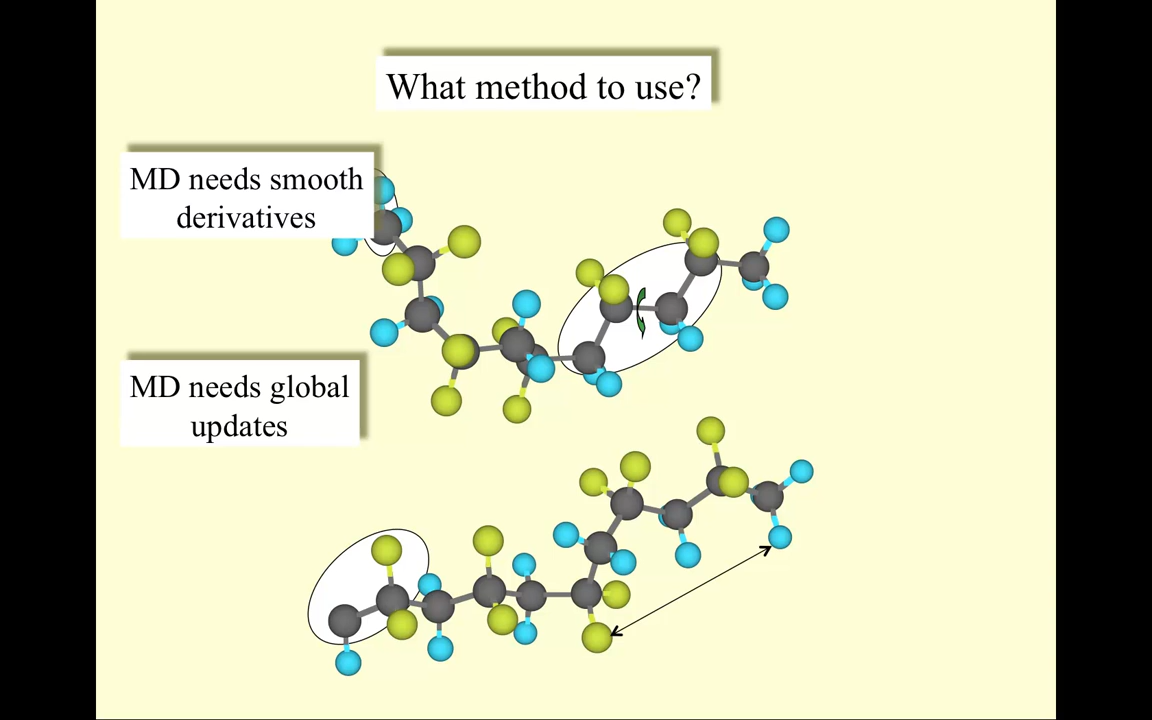 What method to use?
MD needs smooth
derivatives
MD needs global
updates